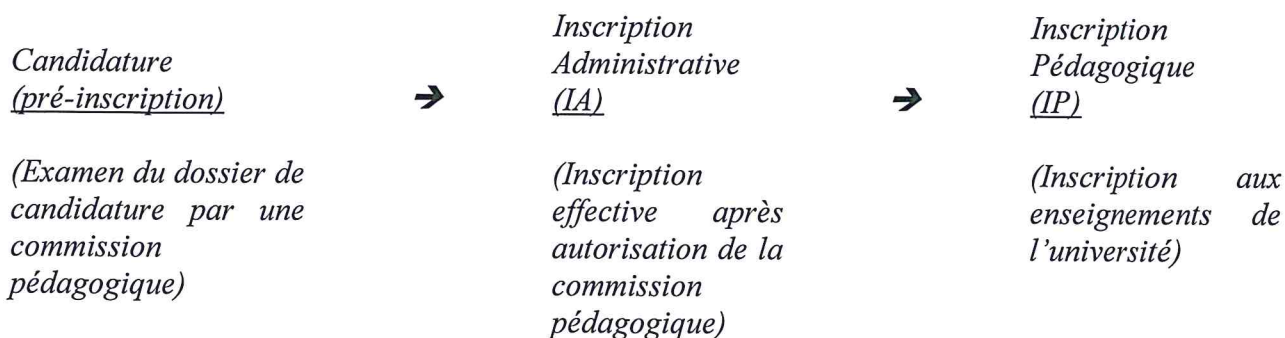 Candidature
(pré-inscription)
➔
Inscription
Administrative
(IA)
➔
Inscription
Pédagogique
(IP)
(Examen du dossier de
candidature par une
commission
pédagogique)
(Inscription
effective après
autorisation de la
commission
pédagogique)
(Inscription aux
enseignements de
l'université)